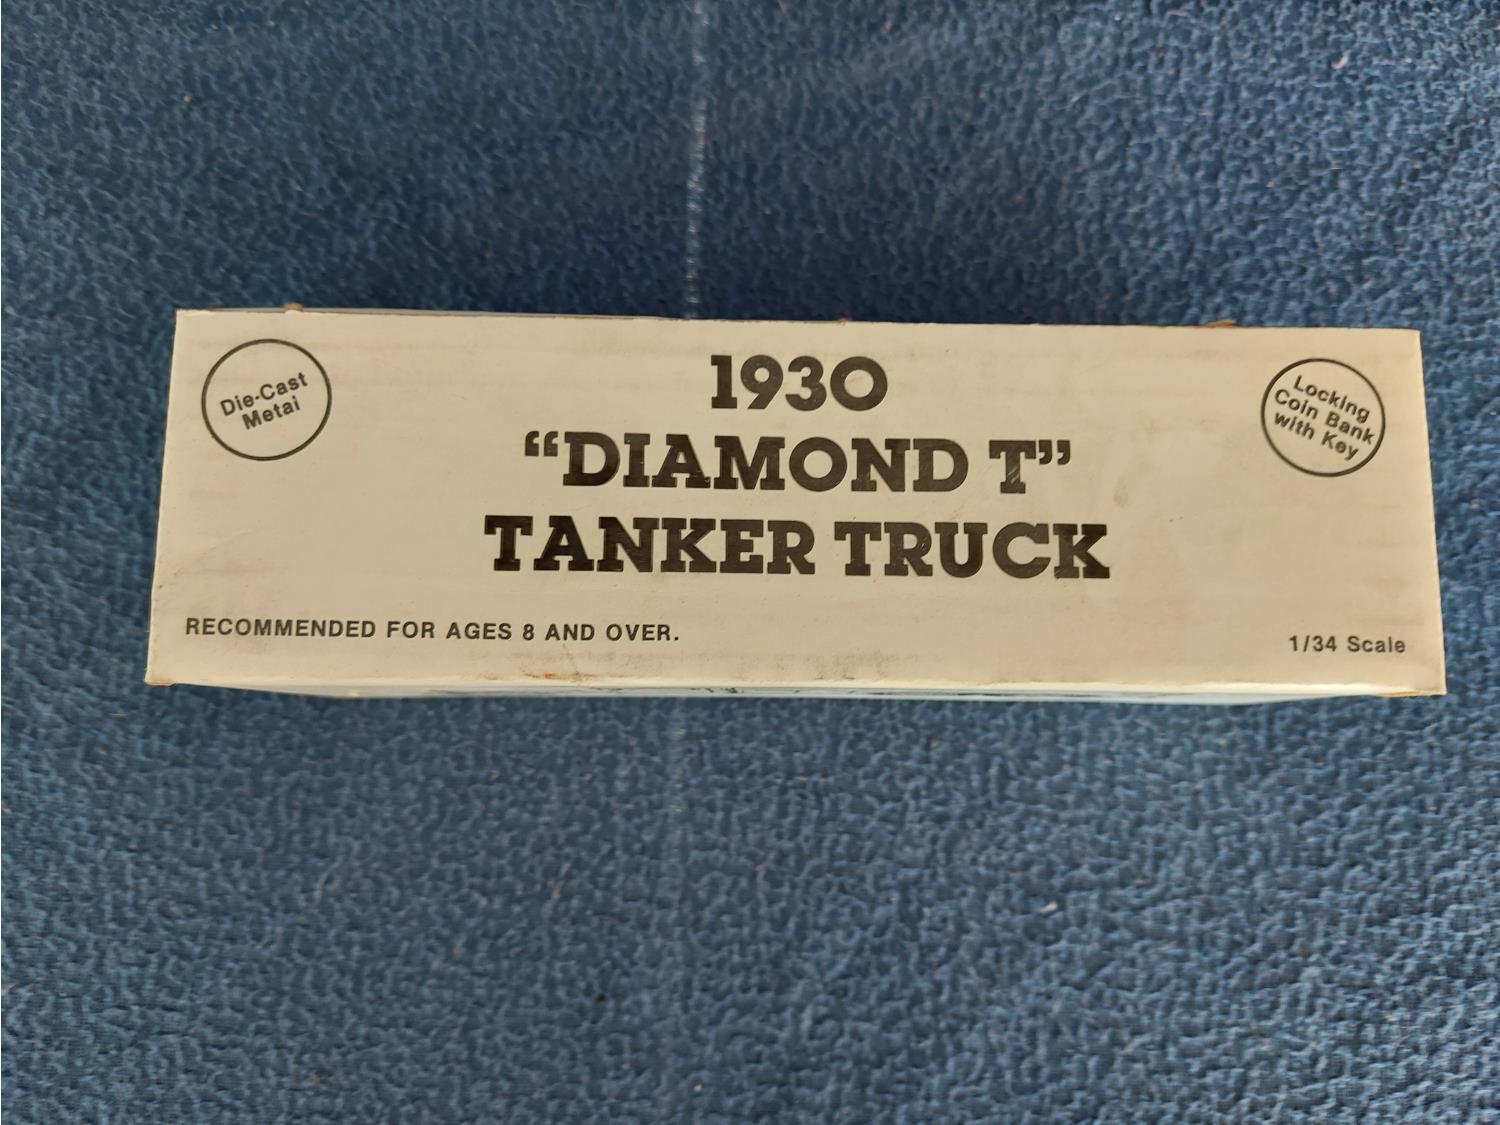 Die-Cast
Metal
1930
“DIAMOND T”
TANKER TRUCK
Locking
Coin Bank
with Key
RECOMMENDED FOR AGES 8 AND OVER.
1/34 Scale